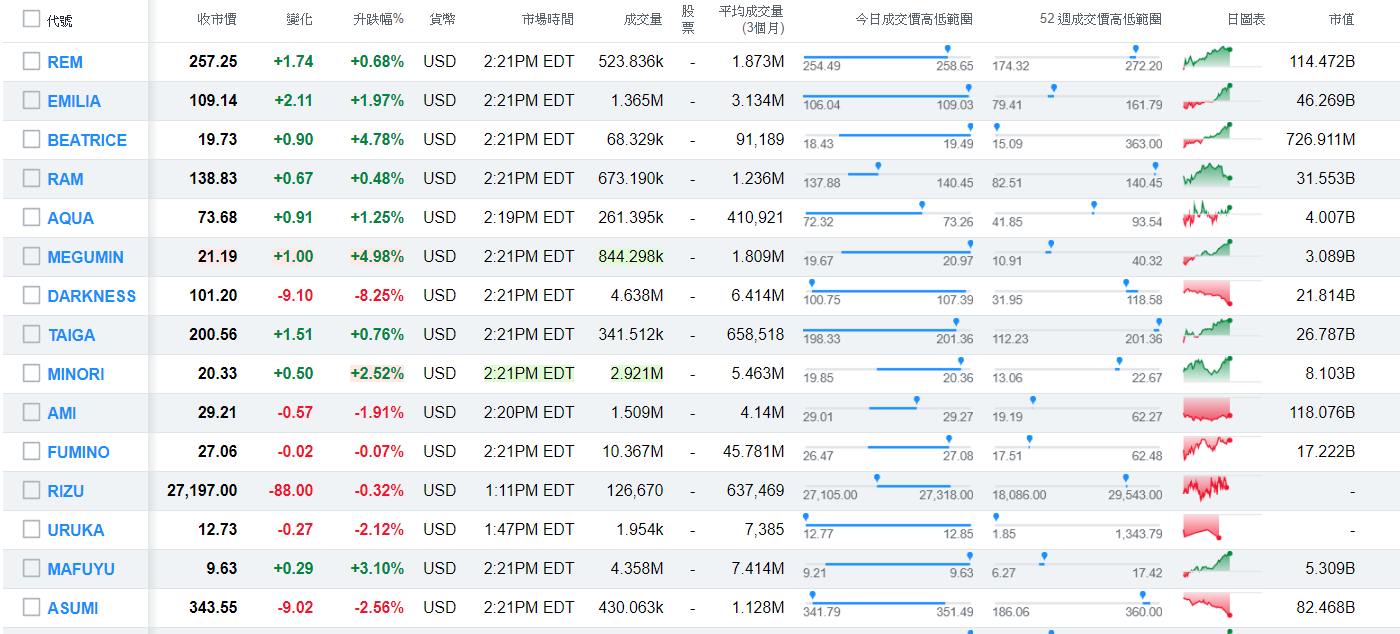 代號 收市價 變化 升跌幅% 貨幣 市場時間 成交量 股票 平均成交量 (3個月) 今日成交價高低範圍 52 週成交價高低範圍 日圖表 市值
REM 257.25 +1.74 +0.68% USD 2:21PM EDT 523.836k - 1.873M 254.49 258.65 174.32 272.20 114.472B
EMILIA 109.14 +2.11 +1.97% USD 2:21PM EDT 1.365M - 3.134M 106.04 109.03 79.41 161.79 46.269B
BEATRICE 19.73 +0.90 +4.78% USD 2:21PM EDT 68.329k - 91,189 18.43 19.49 15.09 363.00 726.911M
RAM 138.83 +0.67 +0.48% USD 2:21PM EDT 673.190k - 1.236M 137.88 140.45 82.51 140.45 31.553B
AQUA 73.68 +0.91 +1.25% USD 2:19PM EDT 261.395k - 410,921 72.32 73.26 41.85 93.54 4.007B
MEGUMIN 21.19 +1.00 +4.98% USD 2:21PM EDT 844.298k - 1.809M 19.67 20.97 10.91 40.32 3.089B
DARKNESS 101.20 -9.10 -8.25% USD 2:21PM EDT 4.638M - 6.414M 100.75 107.39 31.95 118.58 21.814B
TAIGA 200.56 +1.51 +0.76% USD 2:21PM EDT 341.512k - 658,518 198.33 201.36 112.23 201.36 26.787B
MINORI 20.33 +0.50 +2.52% USD 2:21PM EDT 2.921M - 5.463M 19.85 20.36 13.06 22.67 8.103B
AMI 29.21 -0.57 -1.91% USD 2:20PM EDT 1.509M - 4.14M 29.01 29.27 19.19 62.27 118.076B
FUMINO 27.06 -0.02 -0.07% USD 2:21PM EDT 10.367M - 45.781M 26.47 27.08 17.51 62.48 17.222B
RIZU 27,197.00 -88.00 -0.32% USD 1:11PM EDT 126,670 - 637,469 27,105.00 27,318.00 18,086.00 29,543.00 -
URUKA 12.73 -0.27 -2.12% USD 1:47PM EDT 1.954k - 7,385 12.77 12.85 1.85 1,343.79 -
MAFUYU 9.63 +0.29 +3.10% USD 2:21PM EDT 4.358M - 7.414M 9.21 9.63 6.27 17.42 5.309B
ASUMI 343.55 -9.02 -2.56% USD 2:21PM EDT 430.063k - 1.128M 341.79 351.49 186.06 360.00 82.468B